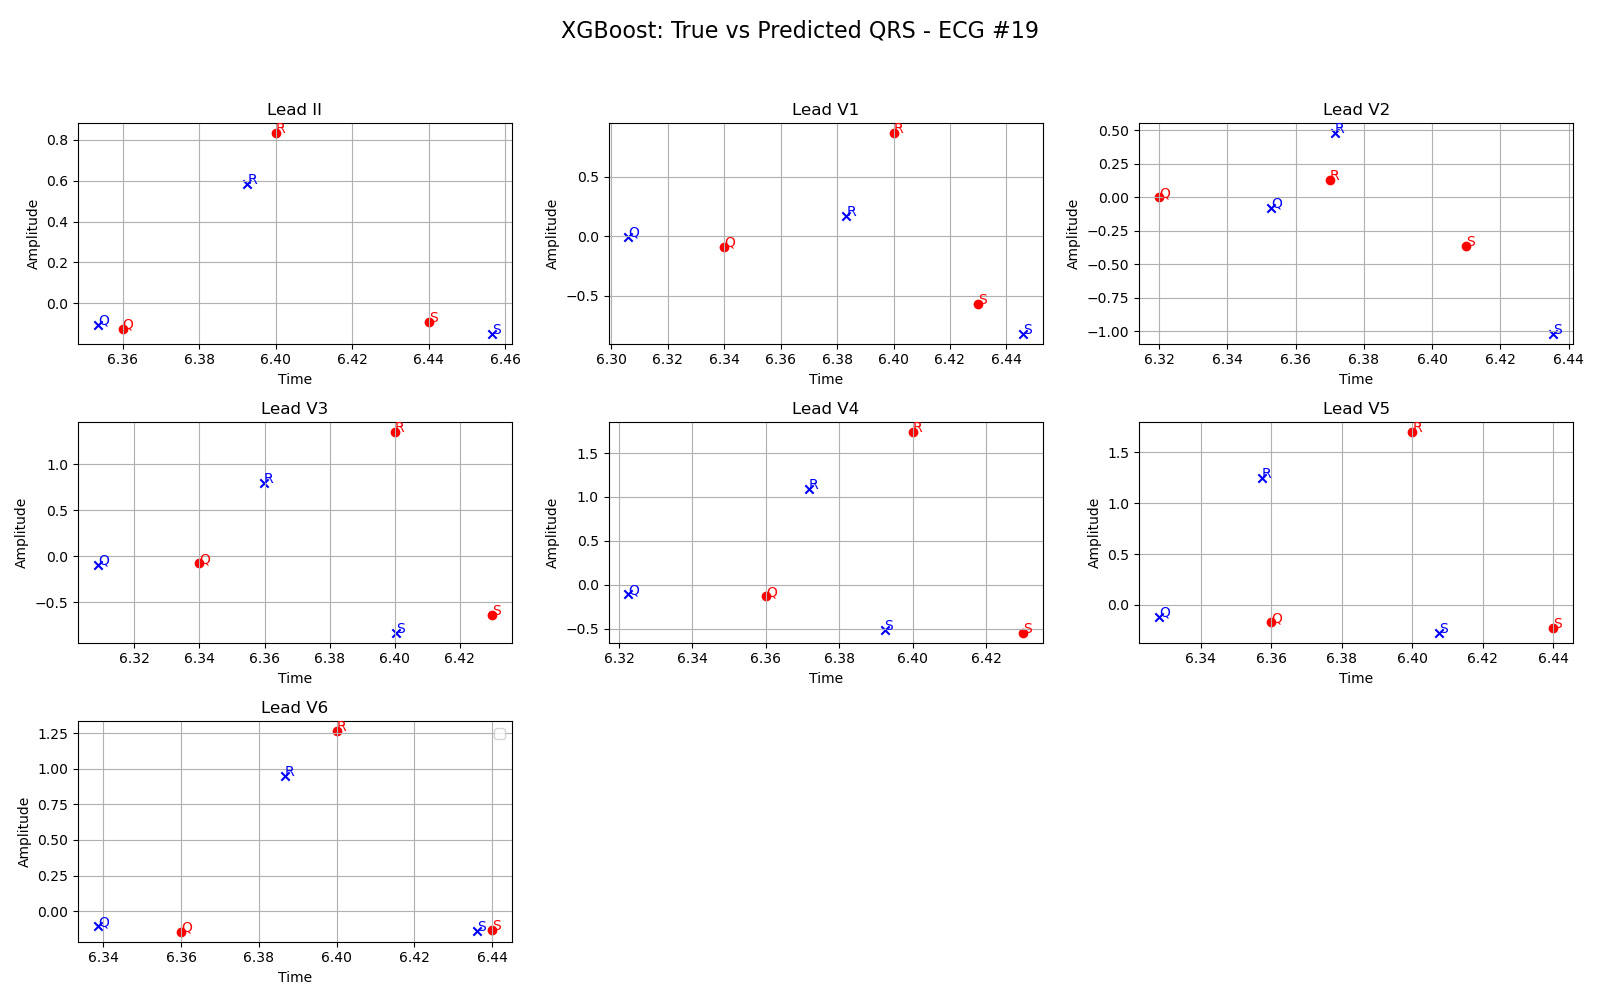 XGBoost: True vs Predicted QRS - ECG #19
Lead II
Amplitude
0.8
0.6
0.4
0.2
0.0
R
R
Q
Q
S
S
6.36 6.38 6.40 6.42 6.44 6.46
Time
Lead V1
Amplitude
0.5
0.0
−0.5
R
R
Q
Q
S
S
6.30 6.32 6.34 6.36 6.38 6.40 6.42 6.44
Time
Lead V2
Amplitude
0.50
0.25
0.00
−0.25
−0.50
−0.75
−1.00
R
R
Q
Q
S
S
6.32 6.34 6.36 6.38 6.40 6.42 6.44
Time
Lead V3
Amplitude
1.0
0.5
0.0
−0.5
R
R
Q
Q
S
S
6.32 6.34 6.36 6.38 6.40 6.42
Time
Lead V4
Amplitude
1.5
1.0
0.5
0.0
−0.5
R
R
Q
Q
S
S
6.32 6.34 6.36 6.38 6.40 6.42
Time
Lead V5
Amplitude
1.5
1.0
0.5
0.0
R
R
Q
Q
S
S
6.34 6.36 6.38 6.40 6.42 6.44
Time
Lead V6
Amplitude
1.25
1.00
0.75
0.50
0.25
0.00
R
R
Q
Q
S
S
6.34 6.36 6.38 6.40 6.42 6.44
Time